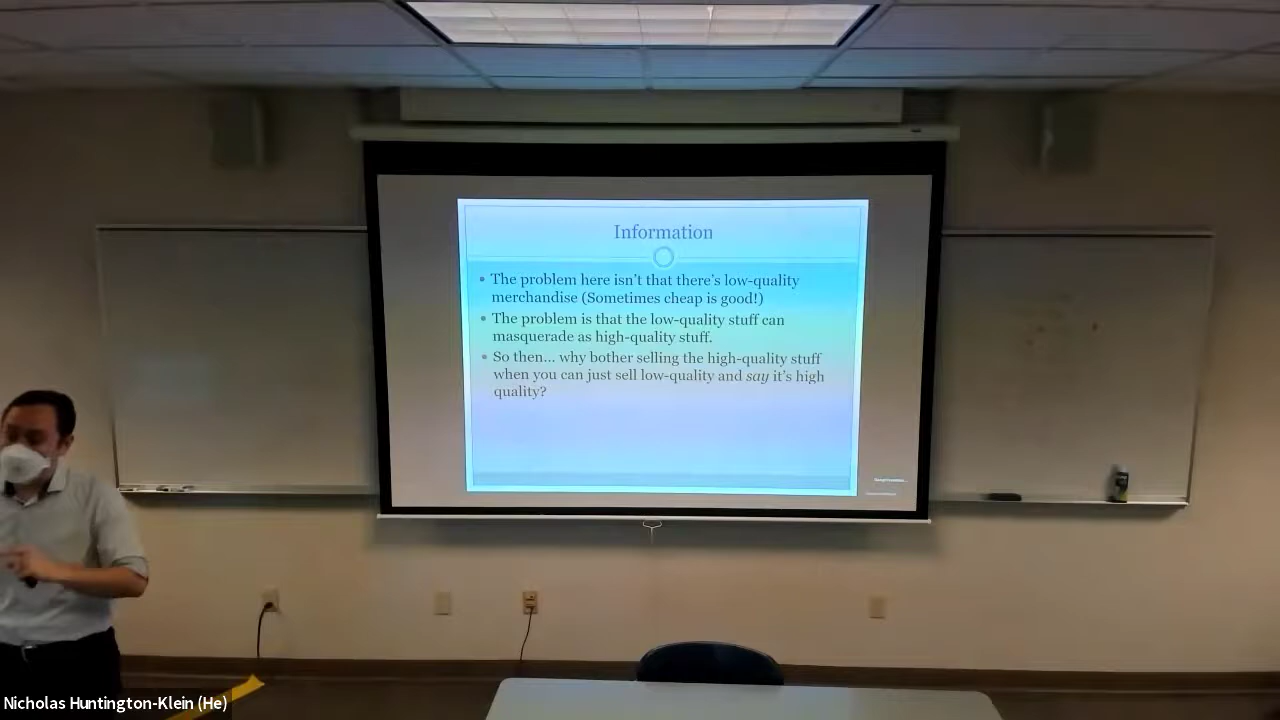 Information
• The problem here isn't that there's low-quality
merchandise (Sometimes cheap is good!)
• The problem is that the low-quality stuff can
masquerade as high-quality stuff.
• So then... why bother selling the high-quality stuff
when you can just sell low-quality and say it's high
quality?
Nicholas Huntington-Klein (He)